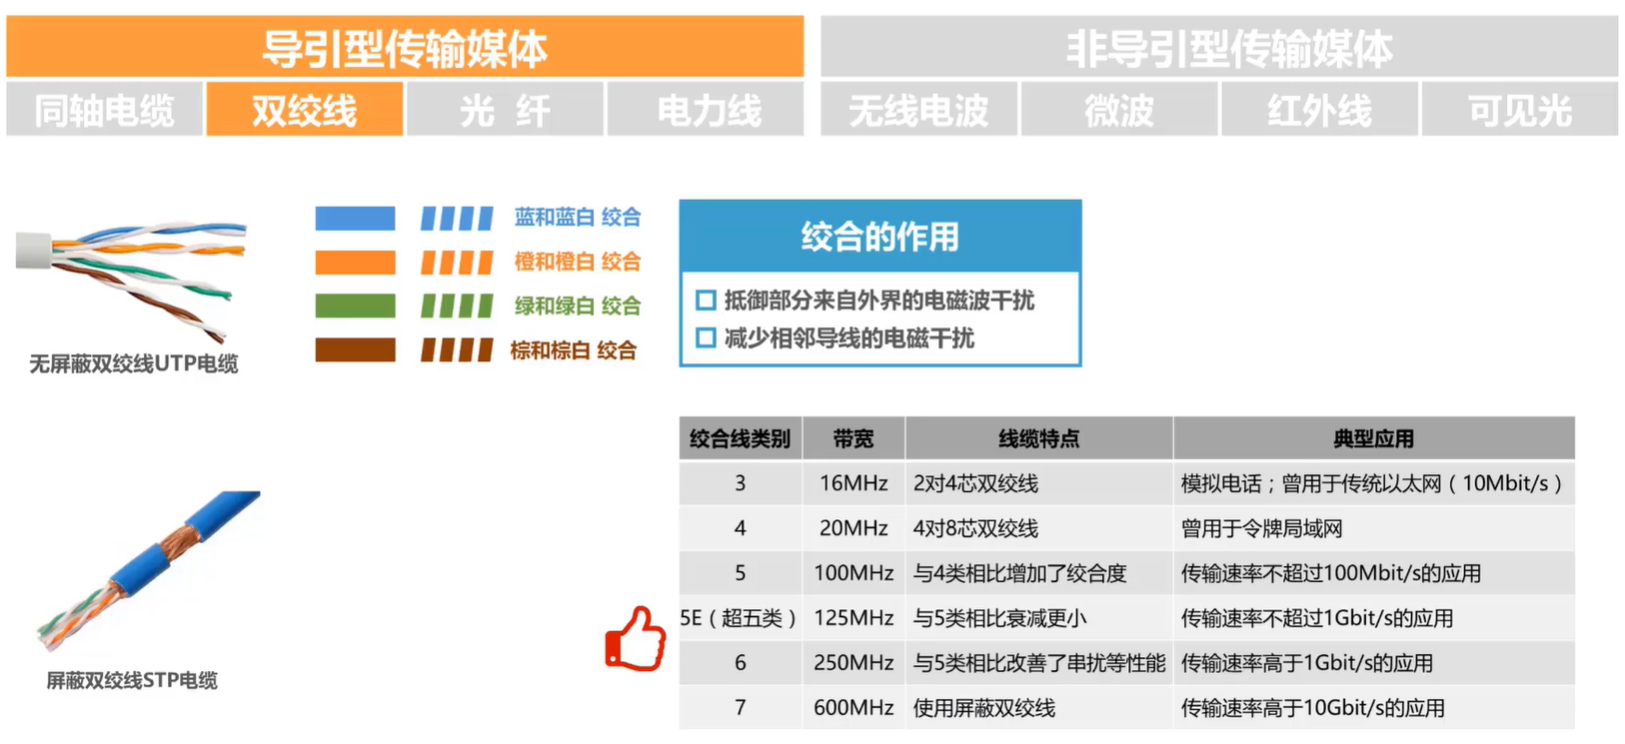 导引型传输媒体
非导引型传输媒体
同轴电缆
双绞线
光 纤
电力线
无线电波
微波
红外线
可见光
蓝和蓝白 绞合
橙和橙白 绞合
绿和绿白 绞合
棕和棕白 绞合
无屏蔽双绞线UTP电缆
绞合的作用
抵御部分来自外界的电磁波干扰
减少相邻导线的电磁干扰
屏蔽双绞线STP电缆
绞合线类别 带宽 线缆特点 典型应用
3 16MHz 2对4芯双绞线 模拟电话；曾用于传统以太网（10Mbit/s）
4 20MHz 4对8芯双绞线 曾用于令牌局域网
5 100MHz 与4类相比增加了绞合度 传输速率不超过100Mbit/s的应用
5E（超五类） 125MHz 与5类相比衰减更小 传输速率不超过1Gbit/s的应用
6 250MHz 与5类相比改善了串扰等性能 传输速率高于1Gbit/s的应用
7 600MHz 使用屏蔽双绞线 传输速率高于10Gbit/s的应用